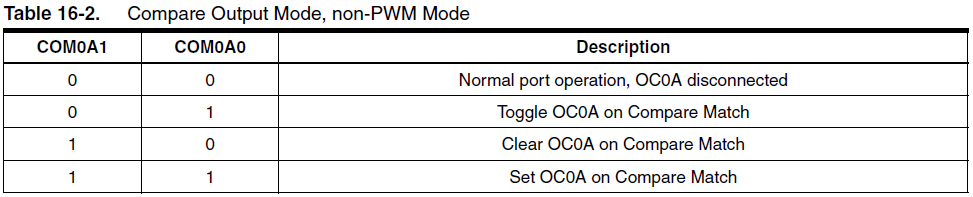 Table 16-2. Compare Output Mode, non-PWM Mode
COM0A1 COM0A0 Description
0 0 Normal port operation, OC0A disconnected
0 1 Toggle OC0A on Compare Match
1 0 Clear OC0A on Compare Match
1 1 Set OC0A on Compare Match